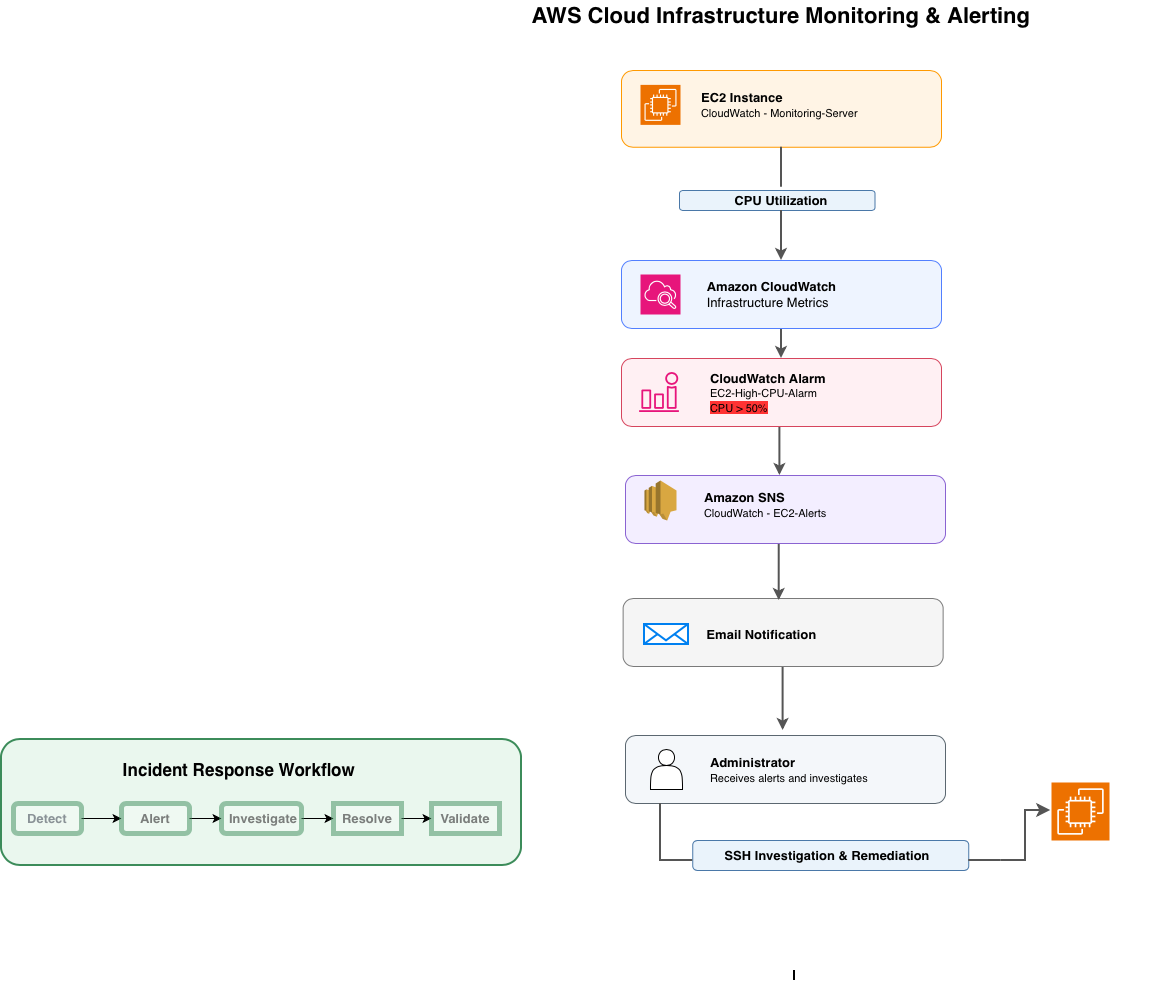 AWS Cloud Infrastructure Monitoring & Alerting
EC2 Instance
CloudWatch - Monitoring-Server
CPU Utilization
Amazon CloudWatch
Infrastructure Metrics
CloudWatch Alarm
EC2-High-CPU-Alarm
CPU > 50%
Amazon SNS
CloudWatch - EC2-Alerts
Email Notification
Administrator
Receives alerts and investigates
SSH Investigation & Remediation
Incident Response Workflow
Detect
Alert
Investigate
Resolve
Validate